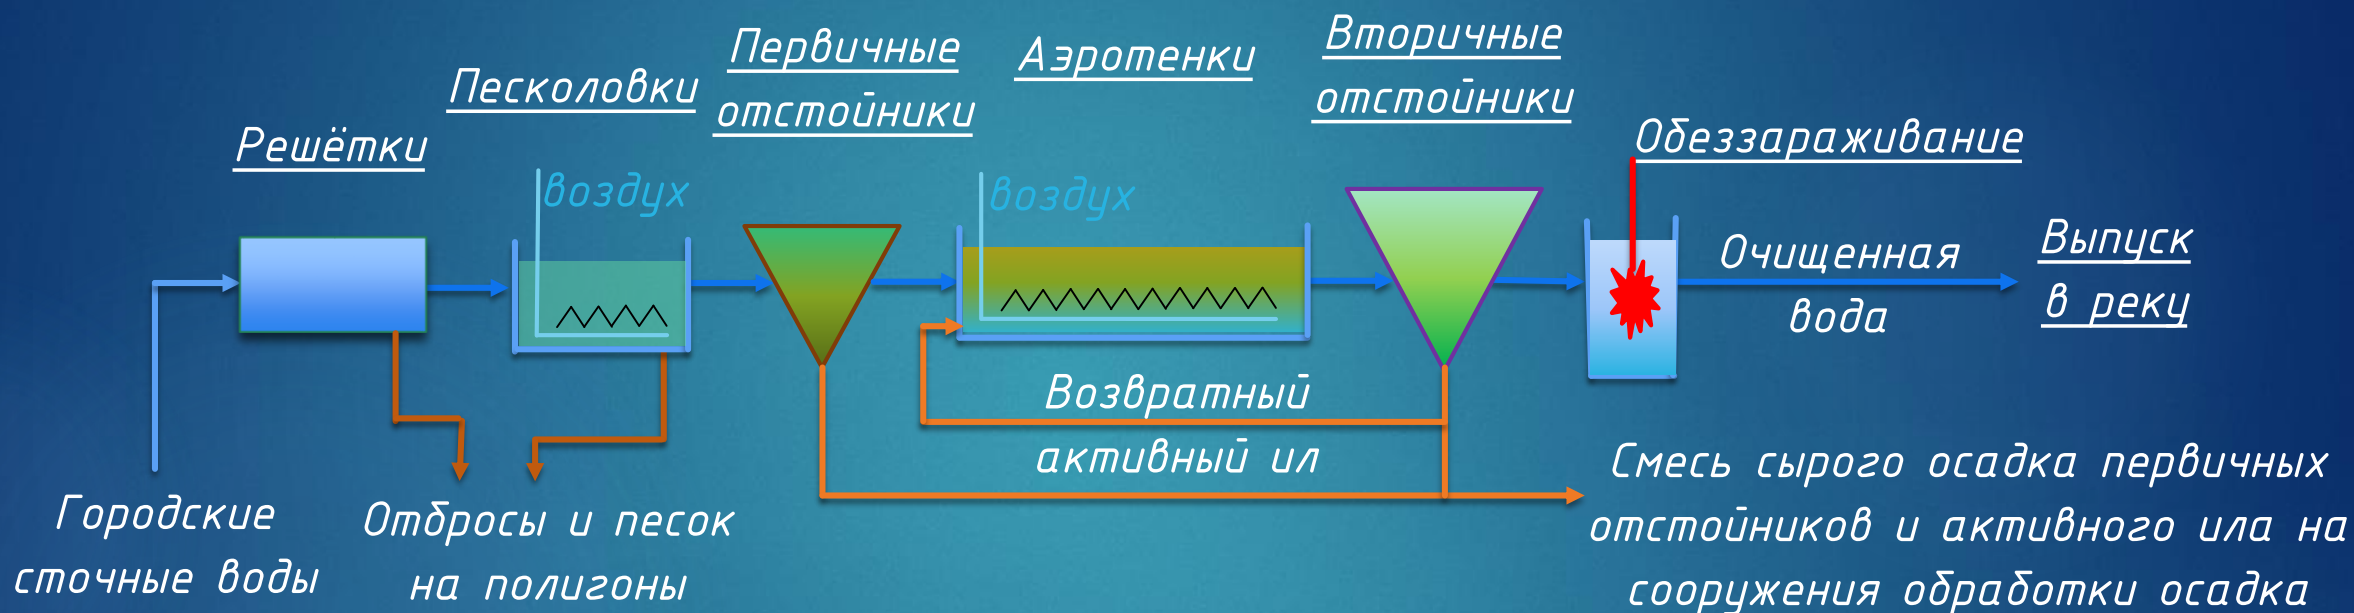 Решётки
Песколовки
Первичные
отстойники
Аэротенки
Вторичные
отстойники
Обеззараживание
воздух
воздух
Очищенная
вода
Выпуск
в реку
Возвратный
активный ил
Городские
сточные воды
Отбросы и песок
на полигоны
Смесь сырого осадка первичных
отстойников и активного ила на
сооружения обработки осадка